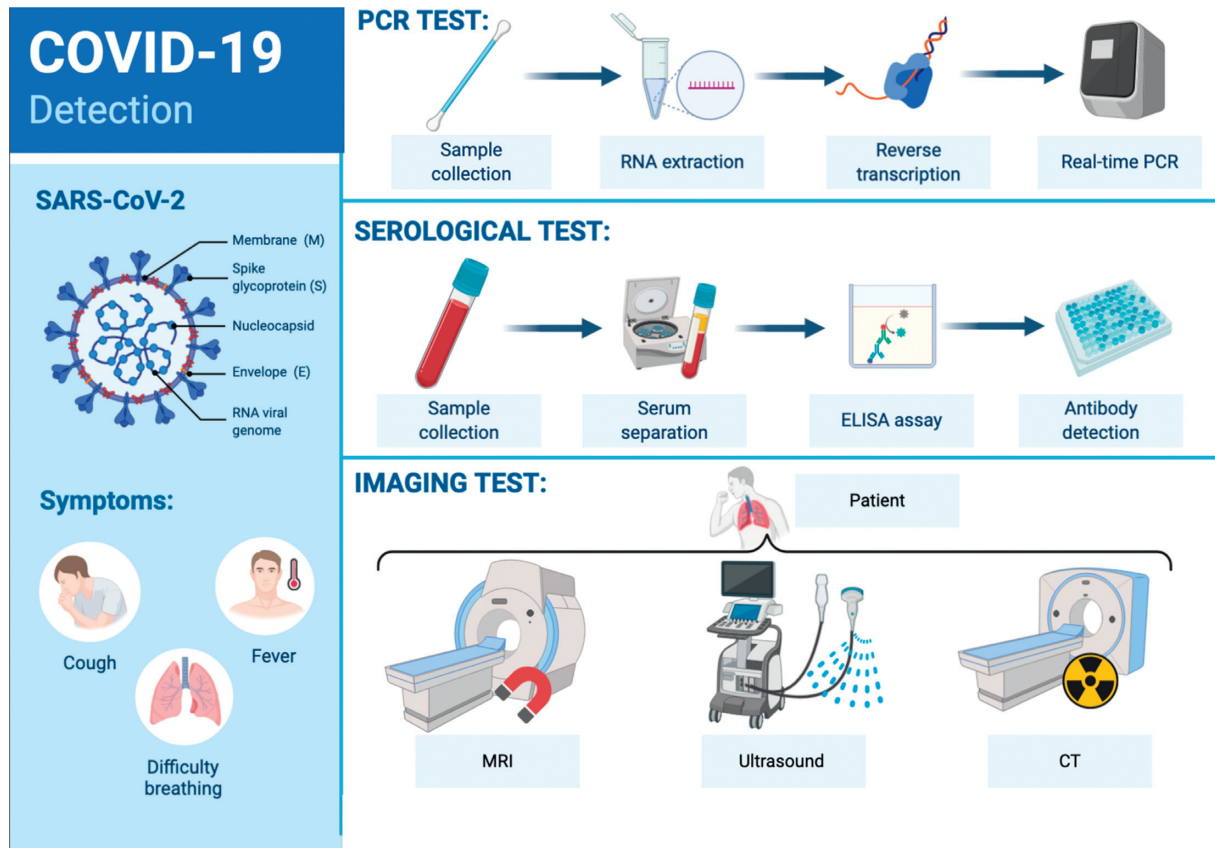 COVID-19
Detection
SARS-CoV-2
Membrane (M)
Spike
glycoprotein (S)
Nucleocapsid
Envelope (E)
RNA viral
genome
Symptoms:
Cough
Fever
Difficulty
breathing
PCR TEST:
Sample
collection
RNA extraction
Reverse
transcription
Real-time PCR
SEROLOGICAL TEST:
Sample
collection
Serum
separation
ELISA assay
Antibody
detection
IMAGING TEST:
Patient
MRI
Ultrasound
CT